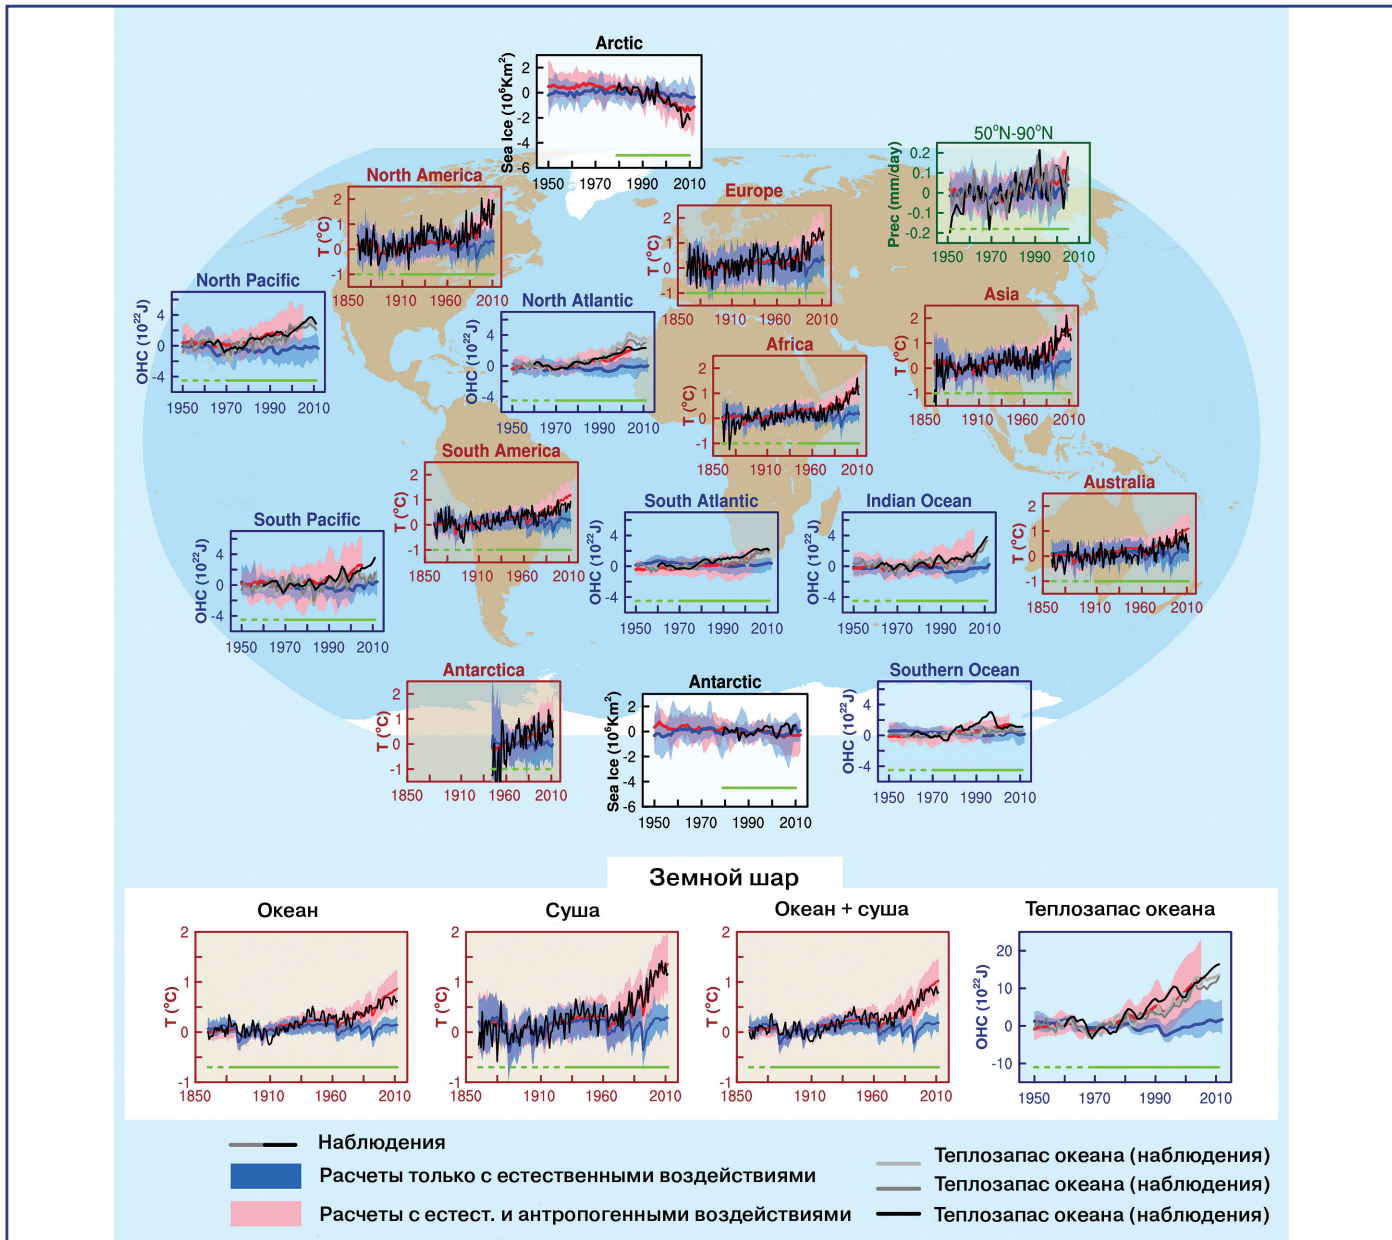 Arctic
Sea Ice (10⁶Km²)
2
0
-2
-4
-6
1950 1970 1990 2010
50°N-90°N
Prec (mm/day)
0.2
0.1
0
-0.1
-0.2
1950 1970 1990 2010
North America
T (°C)
2
1
0
-1
1850 1910 1960 2010
Europe
T (°C)
2
1
0
-1
1850 1910 1960 2010
North Pacific
OHC (10²²J)
4
0
-4
1950 1970 1990 2010
North Atlantic
OHC (10²²J)
4
0
-4
1950 1970 1990 2010
Asia
T (°C)
2
1
0
-1
1850 1910 1960 2010
Africa
T (°C)
2
1
0
-1
1850 1910 1960 2010
South America
T (°C)
2
1
0
-1
1850 1910 1960 2010
South Atlantic
OHC (10²²J)
4
0
-4
1950 1970 1990 2010
Indian Ocean
OHC (10²²J)
4
0
-4
1950 1970 1990 2010
Australia
T (°C)
2
1
0
-1
1850 1910 1960 2010
South Pacific
OHC (10²²J)
4
0
-4
1950 1970 1990 2010
Antarctica
T (°C)
2
1
0
-1
1850 1910 1960 2010
Antarctic
Sea Ice (10⁶Km²)
2
0
-2
-4
-6
1950 1970 1990 2010
Southern Ocean
OHC (10²²J)
4
0
-4
1950 1970 1990 2010
Земной шар
Океан
T (°C)
2
1
0
-1
1850 1910 1960 2010
Суша
T (°C)
2
1
0
-1
1850 1910 1960 2010
Океан + суша
T (°C)
2
1
0
-1
1850 1910 1960 2010
Теплозапас океана
OHC (10²²J)
20
10
0
-10
1950 1970 1990 2010
Наблюдения
Расчеты только с естественными воздействиями
Расчеты с естест. и антропогенными воздействиями
Теплозапас океана (наблюдения)
Теплозапас океана (наблюдения)
Теплозапас океана (наблюдения)